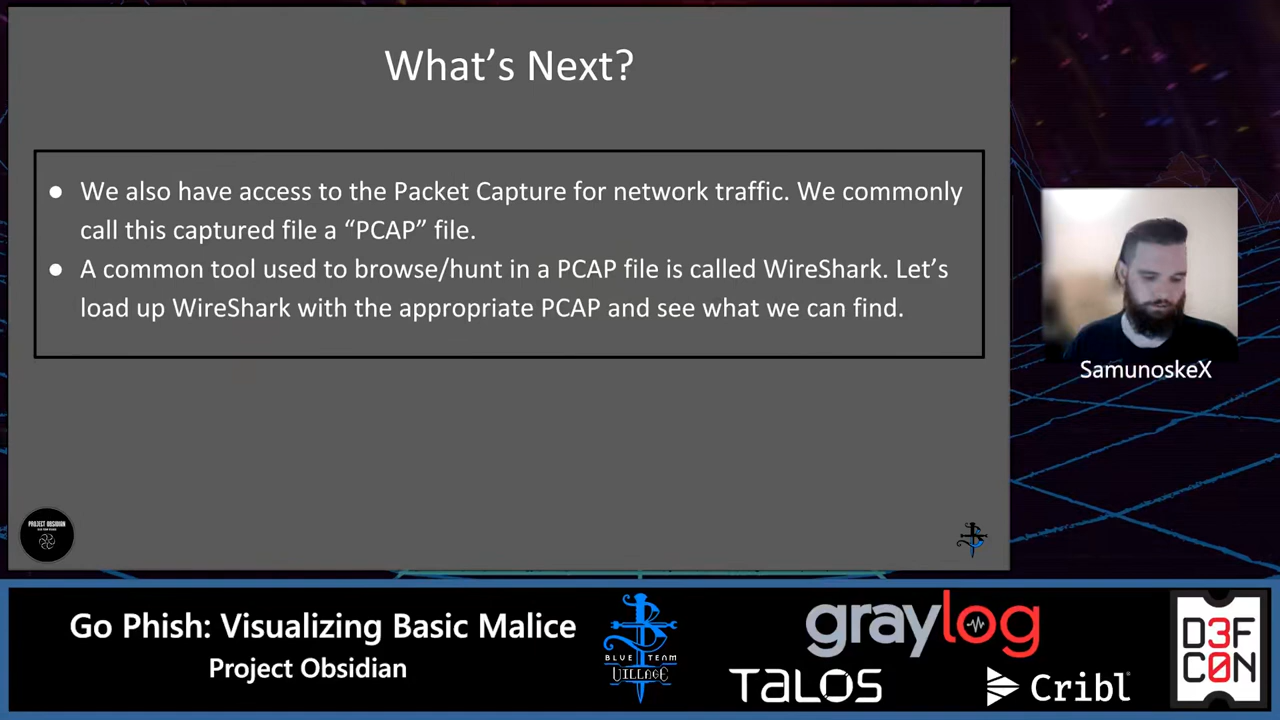 What's Next?
● We also have access to the Packet Capture for network traffic. We commonly
call this captured file a “PCAP” file.
● A common tool used to browse/hunt in a PCAP file is called WireShark. Let's
load up WireShark with the appropriate PCAP and see what we can find.
SamunoskeX
PROJECT OBSIDIAN
Go Phish: Visualizing Basic Malice
Project Obsidian
BLUE TEAM
VILLAGE
graylog
TALOS
Cribl
D3F
C0N